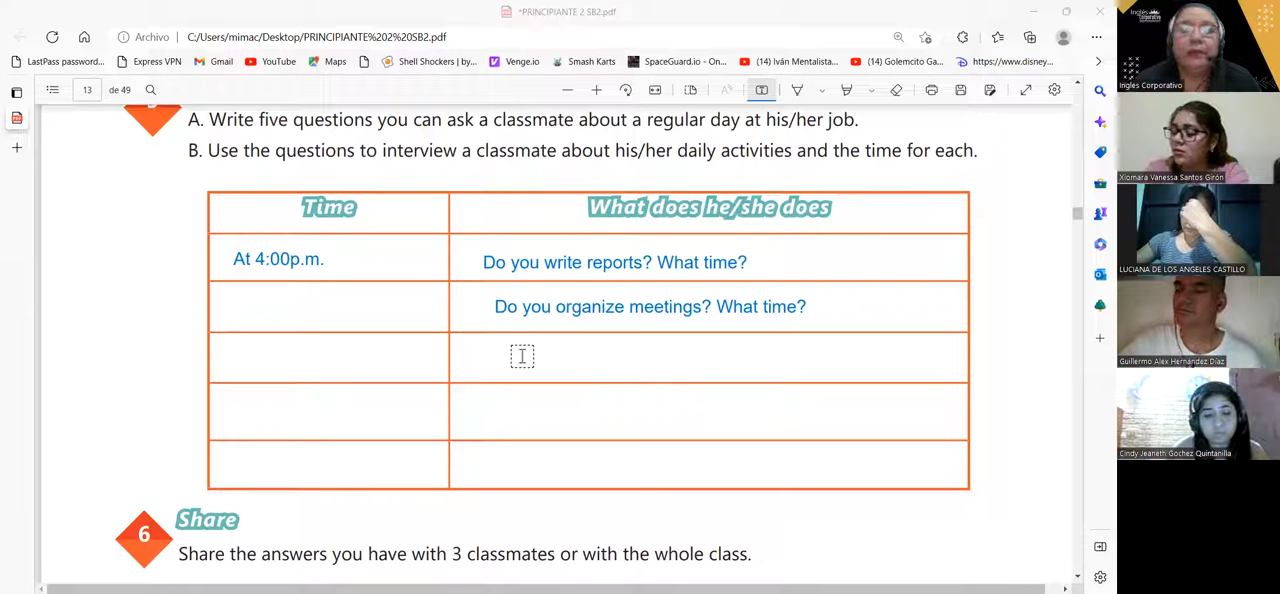 *PRINCIPIANTE 2 SB2.pdf
Archivo
C:/Users/mimac/Desktop/PRINCIPIANTE%202%20SB2.pdf
LastPass password...
Express VPN
Gmail
YouTube
Maps
Shell Shockers | by...
Venge.io
Smash Karts
SpaceGuard.io - On...
(14) Iván Mentalista...
(14) Golemcito Ga...
https://www.disney...
13
de 49
A. Write five questions you can ask a classmate about a regular day at his/her job.
B. Use the questions to interview a classmate about his/her daily activities and the time for each.
Time
What does he/she does
At 4:00p.m.
Do you write reports? What time?
Do you organize meetings? What time?
6
Share
Share the answers you have with 3 classmates or with the whole class.
Inglés
Corporativo
Ingles Corporativo
Xiomara Vanessa Santos Girón
LUCIANA DE LOS ANGELES CASTILLO
Guillermo Alex Hernández Díaz
Cindy Jeaneth Gochez Quintanilla